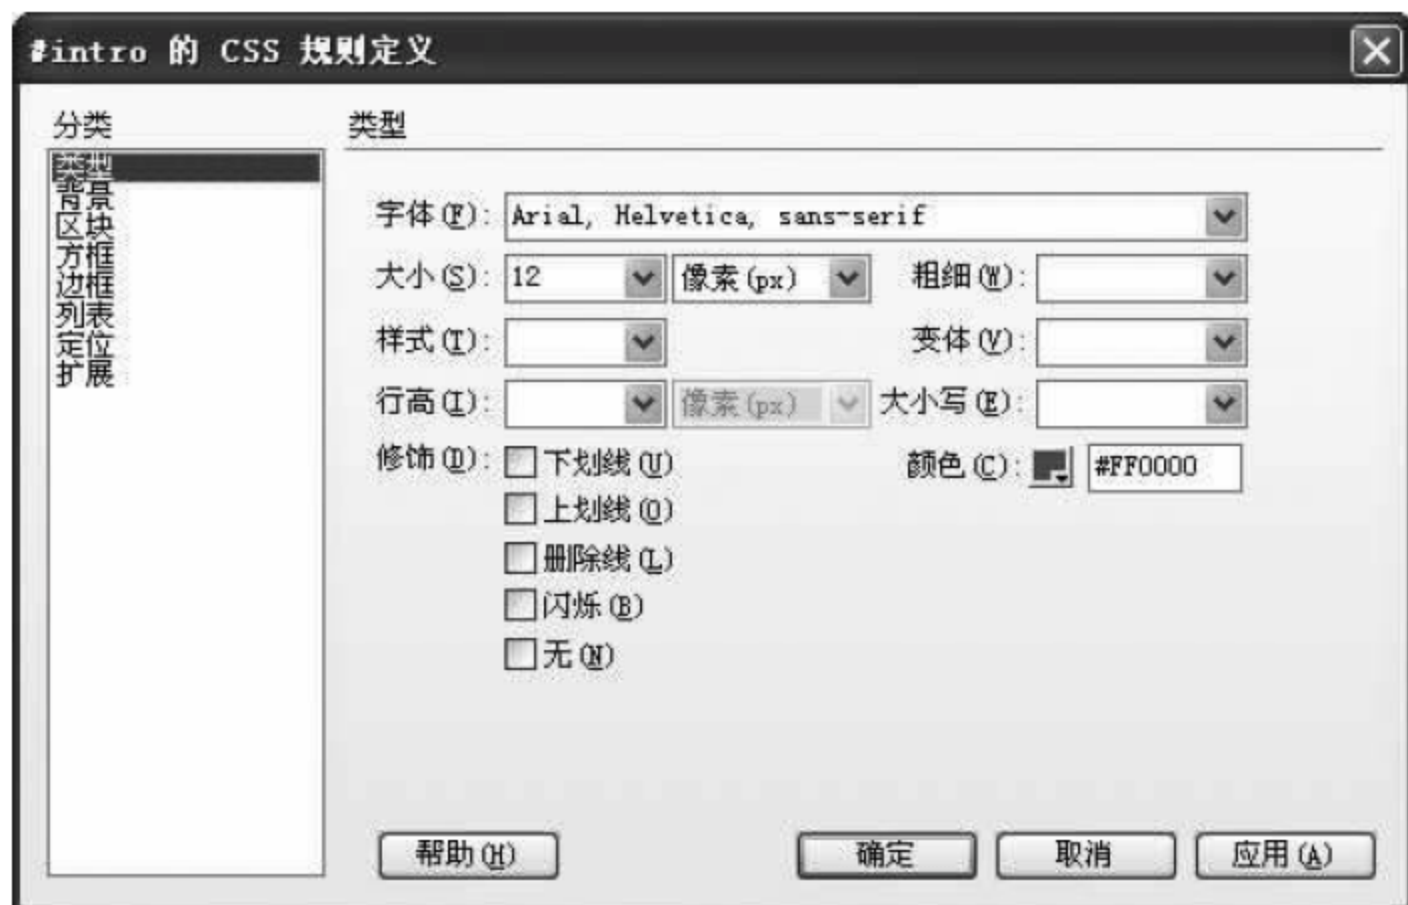 #intro 的 CSS 规则定义
分类
类型
类型
背景
区块
方框
边框
列表
定位
扩展
字体(F): Arial, Helvetica, sans-serif
大小(S): 12 像素(px) 粗细(W):
样式(T): 变体(V):
行高(I): 像素(px) 大小写(E):
修饰(D): 下划线(U) 颜色(C): #FF0000
上划线(O)
删除线(L)
闪烁(B)
无(N)
帮助(H) 确定 取消 应用(A)